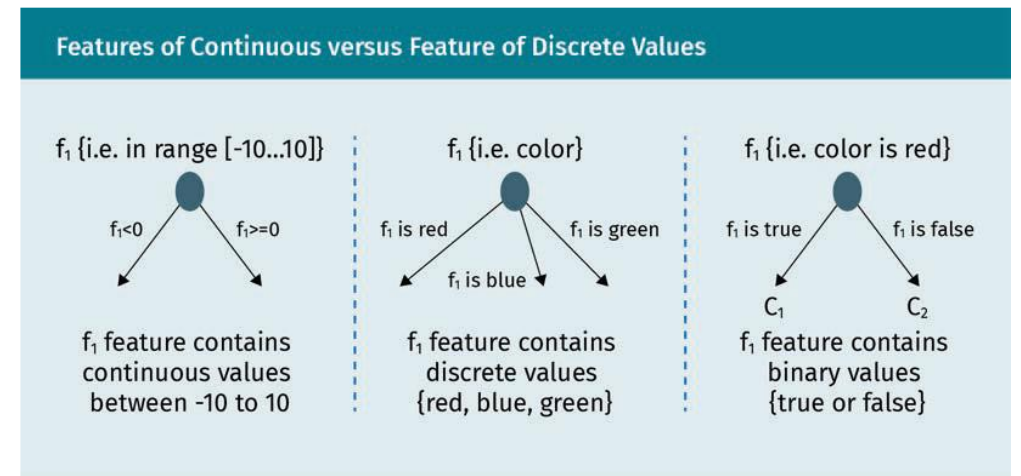 Features of Continuous versus Feature of Discrete Values
f₁ {i.e. in range [-10...10]}
f₁<0
f₁>=0
f₁ feature contains
continuous values
between -10 to 10
f₁ {i.e. color}
f₁ is red
f₁ is blue
f₁ is green
f₁ feature contains
discrete values
{red, blue, green}
f₁ {i.e. color is red}
f₁ is true
f₁ is false
C₁
C₂
f₁ feature contains
binary values
{true or false}